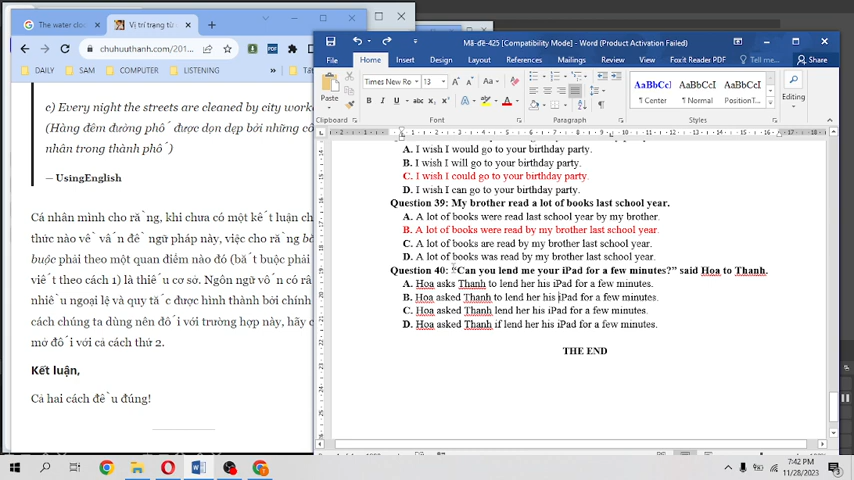 The water cloc
Vị trí trạng từ c
chuhuuthanh.com/201...
DAILY
SAM
COMPUTER
LISTENING
c) Every night the streets are cleaned by city worke
(Hàng đêm đường phố được dọn dẹp bởi những cô
nhân trong thành phố)
— UsingEnglish
Cá nhân mình cho rằng, khi chưa có một kết luận ch
thức nào về vấn đề ngữ pháp này, việc cho rằng bắ
buộc phải theo một quan điểm nào đó (bắt buộc phải
viết theo cách 1) là thiếu cơ sở. Ngôn ngữ vốn có rấ
nhiều ngoại lệ và quy tắc được hình thành bởi chính
cách chúng ta dùng nên đối với trường hợp này, hãy c
mở đối với cả cách thứ 2.
Kết luận,
Cả hai cách đều đúng!
Mã-đề-425 [Compatibility Mode] - Word (Product Activation Failed)
File Home Insert Design Layout References Mailings Review View Foxit Reader PDF
Paste
Times New Ro 13
AaBbCc AaBbCcI AaBbCcI
¶ Center ¶ Normal PositionT...
Editing
Clipboard Font Paragraph Styles
A. I wish I would go to your birthday party.
B. I wish I will go to your birthday party.
C. I wish I could go to your birthday party.
D. I wish I can go to your birthday party.
Question 39: My brother read a lot of books last school year.
A. A lot of books were read last school year by my brother.
B. A lot of books were read by my brother last school year.
C. A lot of books are read by my brother last school year.
D. A lot of books was read by my brother last school year.
Question 40: “Can you lend me your iPad for a few minutes?” said Hoa to Thanh.
A. Hoa asks Thanh to lend her his iPad for a few minutes.
B. Hoa asked Thanh to lend her his iPad for a few minutes.
C. Hoa asked Thanh lend her his iPad for a few minutes.
D. Hoa asked Thanh if lend her his iPad for a few minutes.
THE END
7:42 PM
11/28/2023